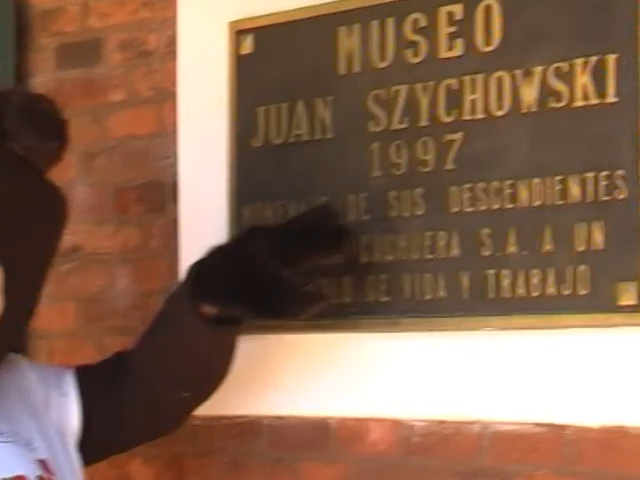 MUSEO
JUAN SZYCHOWSKI
1997
DE SUS DESCENDIENTES
S.A. A UN
DE VIDA Y TRABAJO